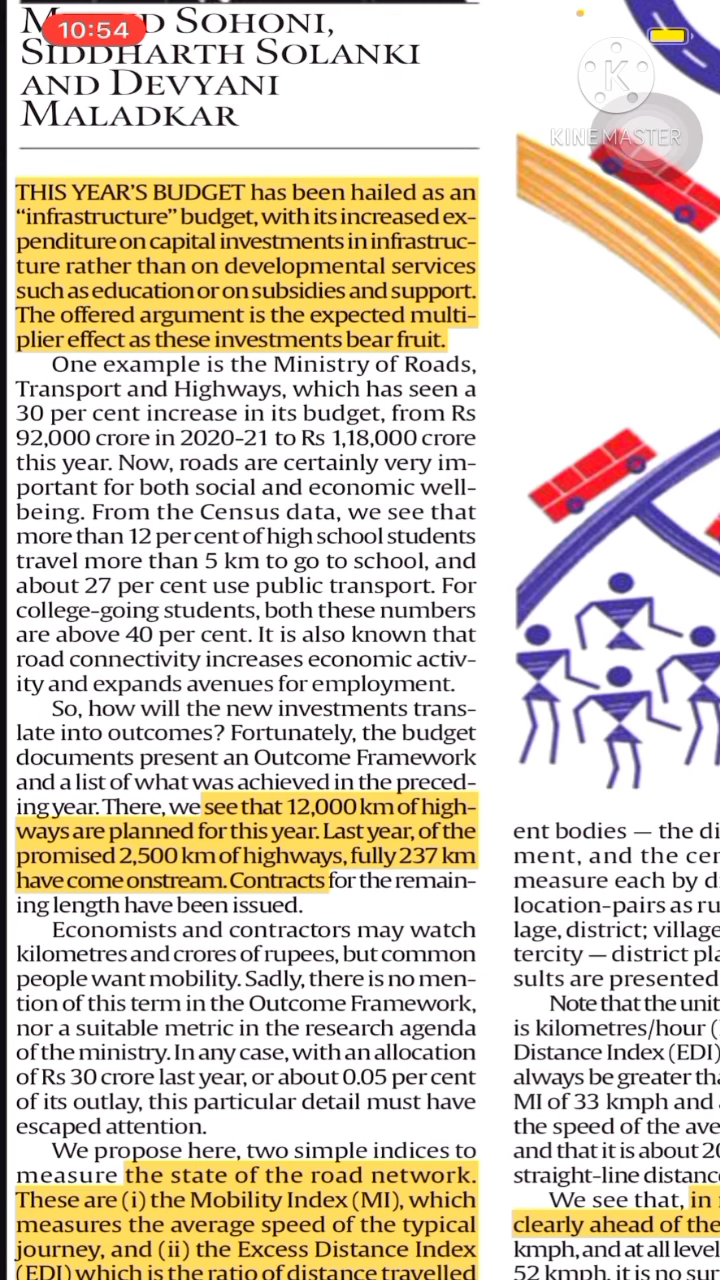 10:54
SOHONI,
SIDDHARTH SOLANKI
AND DEVYANI
MALADKAR
K
KINEMASTER
THIS YEAR'S BUDGET has been hailed as an
"infrastructure" budget, with its increased ex-
penditure on capital investments in infrastruc-
ture rather than on developmental services
such as education or on subsidies and support.
The offered argument is the expected multi-
plier effect as these investments bear fruit.
One example is the Ministry of Roads,
Transport and Highways, which has seen a
30 per cent increase in its budget, from Rs
92,000 crore in 2020-21 to Rs 1,18,000 crore
this year. Now, roads are certainly very im-
portant for both social and economic well-
being. From the Census data, we see that
more than 12 per cent of high school students
travel more than 5 km to go to school, and
about 27 per cent use public transport. For
college-going students, both these numbers
are above 40 per cent. It is also known that
road connectivity increases economic activ-
ity and expands avenues for employment.
So, how will the new investments trans-
late into outcomes? Fortunately, the budget
documents present an Outcome Framework
and a list of what was achieved in the preced-
ing year. There, we see that 12,000 km of high-
ways are planned for this year. Last year, of the
promised 2,500 km of highways, fully 237 km
have come onstream. Contracts for the remain-
ing length have been issued.
Economists and contractors may watch
kilometres and crores of rupees, but common
people want mobility. Sadly, there is no men-
tion of this term in the Outcome Framework,
nor a suitable metric in the research agenda
of the ministry. In any case, with an allocation
of Rs 30 crore last year, or about 0.05 per cent
of its outlay, this particular detail must have
escaped attention.
We propose here, two simple indices to
measure the state of the road network.
These are (i) the Mobility Index (MI), which
measures the average speed of the typical
journey, and (ii) the Excess Distance Index
(EDI) which is the ratio of distance travelled
ent bodies — the di
ment, and the cen
measure each by d
location-pairs as ru
lage, district; village
tercity — district pla
sults are presented
Note that the unit
is kilometres/hour (
Distance Index (EDI)
always be greater tha
MI of 33 kmph and
the speed of the ave
and that it is about 20
straight-line distanc
We see that, in
clearly ahead of the
kmph, and at all level
52 kmph, it is no sur